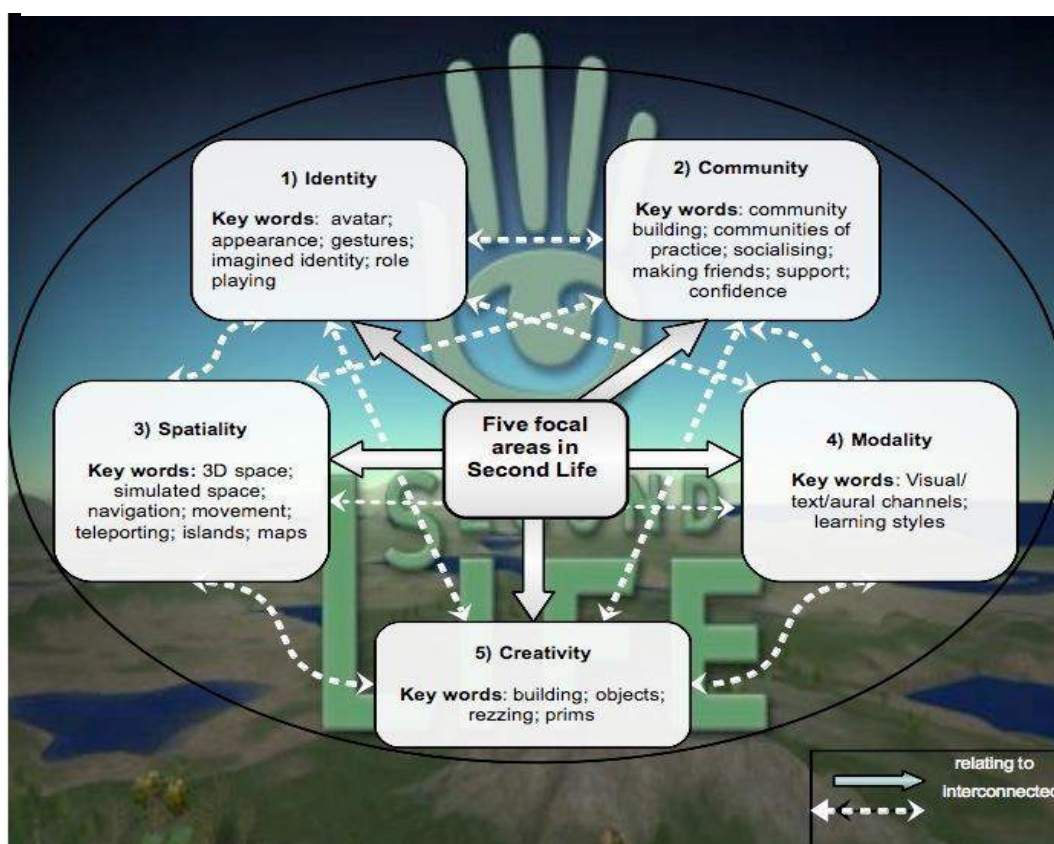 1) Identity
Key words: avatar;
appearance; gestures;
imagined identity; role
playing
2) Community
Key words: community
building; communities of
practice; socialising;
making friends; support;
confidence
Five focal
areas in
Second Life
3) Spatiality
Key words: 3D space;
simulated space;
navigation; movement;
teleporting; islands; maps
4) Modality
Key words: Visual/
text/aural channels;
learning styles
SECOND
LIFE
5) Creativity
Key words: building; objects;
rezzing; prims
relating to
interconnected